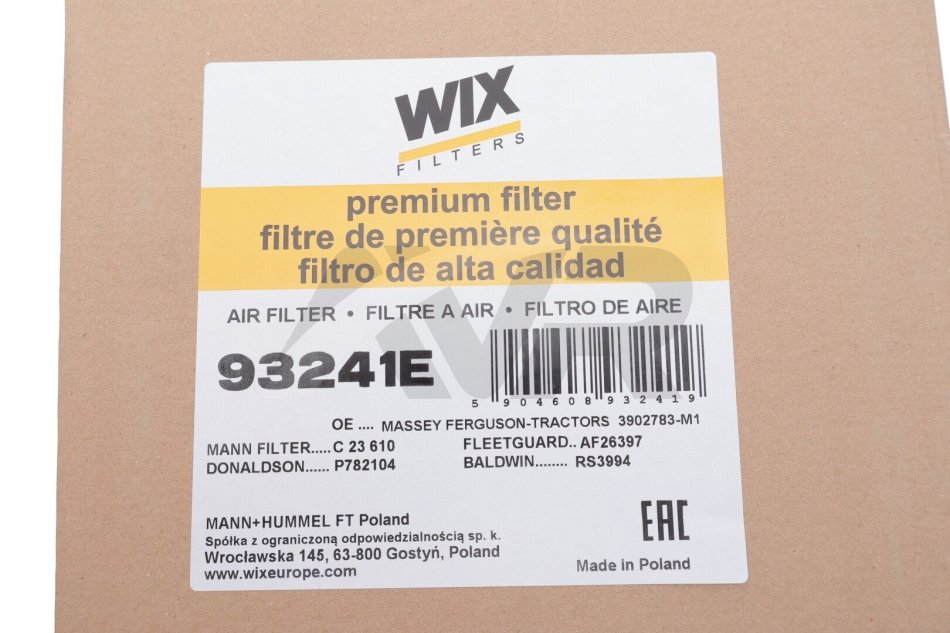 WIX
FILTERS
premium filter
filtre de première qualité
filtro de alta calidad
AIR FILTER • FILTRE A AIR • FILTRO DE AIRE
93241E
5 904608 932419
OE .... MASSEY FERGUSON-TRACTORS 3902783-M1
MANN FILTER.....C 23 610 FLEETGUARD.. AF26397
DONALDSON...... P782104 BALDWIN........ RS3994
MANN+HUMMEL FT Poland
Spółka z ograniczoną odpowiedzialnością sp. k.
Wrocławska 145, 63-800 Gostyń, Poland
www.wixeurope.com
EAC
Made in Poland